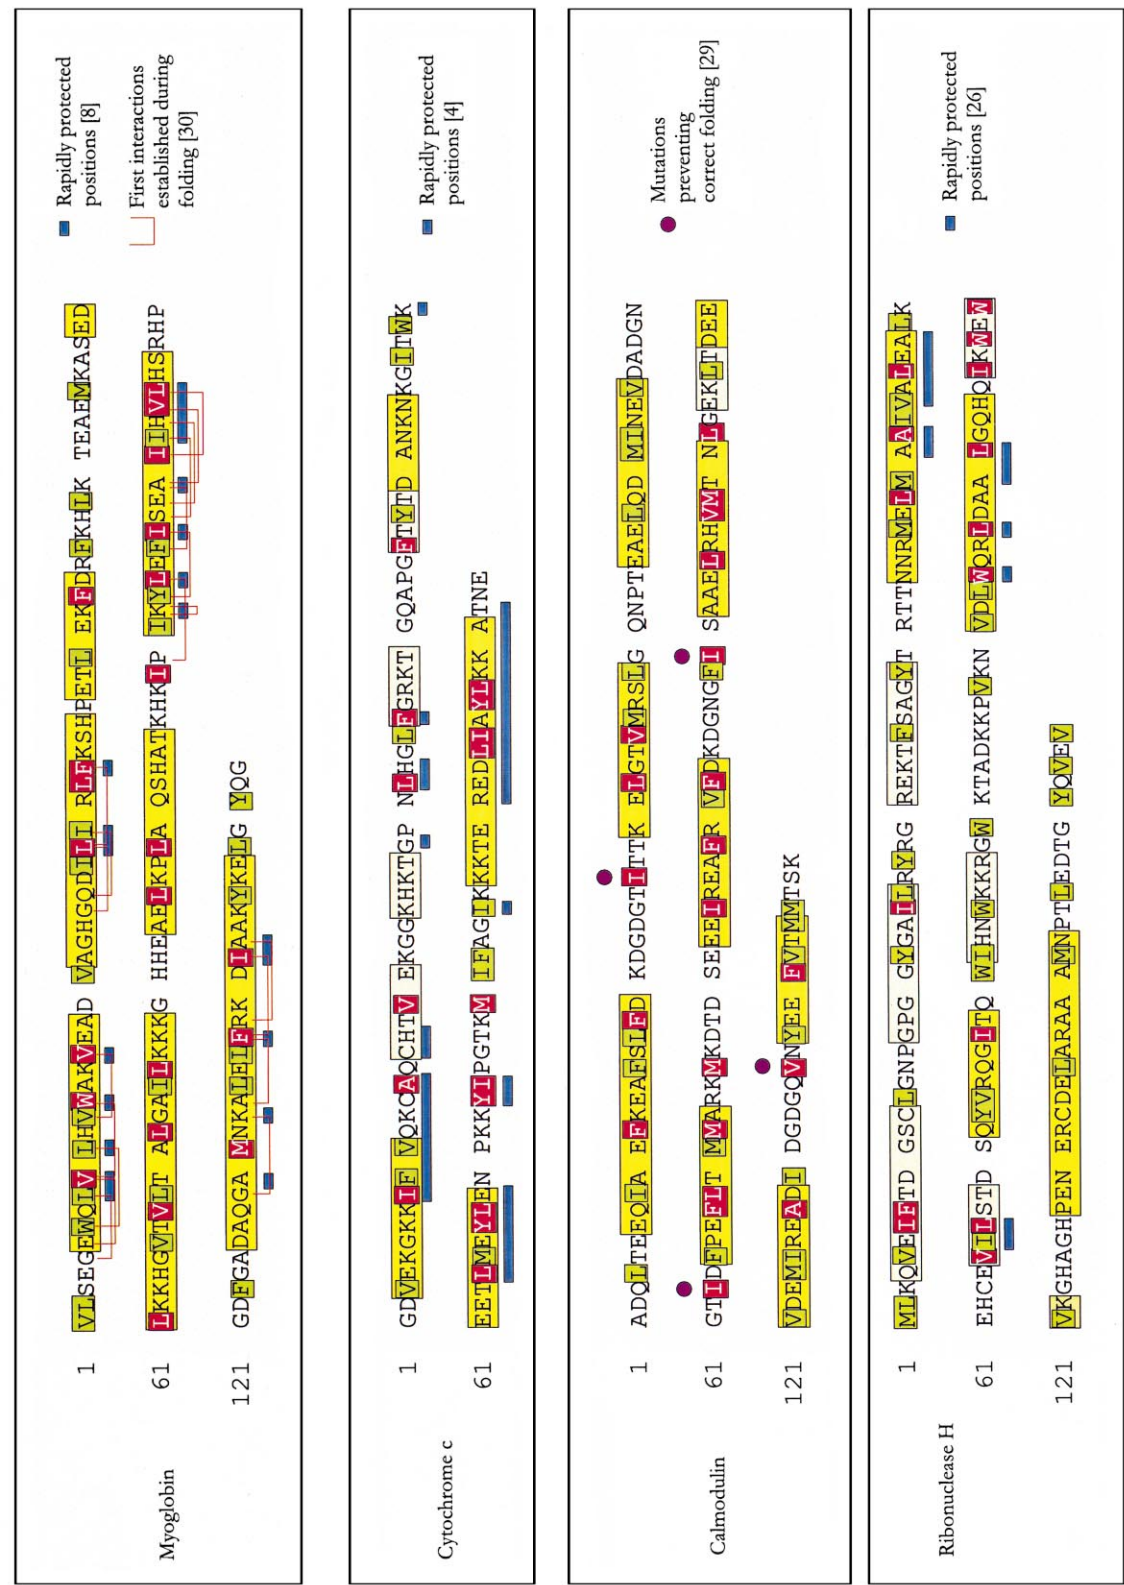 Myoglobin
1 VLSEGEWQLV LHVWAKVEAD VAGHGQDILI RLFKSHPETL EKFDRFKHLK TEAEMKASED
61 LKKHGVTVLT ALGAILKKKG HHEAELKPLA QSHATKHKIP IKYLEFISEA IIHVLHSRHP
121 GDFGADAQGA MNKALELFRK DIAAKYKELG YQG
Rapidly protected
positions [8]
First interactions
established during
folding [30]
Cytochrome c
1 GDVEKGKKIF VQKCAQCHTV EKGGKHKTGP NLHGLFGRKT GQAPGFTYTD ANKNKGITWK
61 EETLMEYLEN PKKYIPGTKM IFAGIKKKTE REDLIAYLKK ATNE
Rapidly protected
positions [4]
Calmodulin
1 ADQLTEEQIA EFKEAFSLFD KDGDGTITTK ELGTVMRSLG QNPTEAELQD MINEVDADGN
61 GTIDFPEFLT MMARKMKDTD SEEEIREAFR VFDKDGNGFI SAAELRHVMT NLGEKLTDEE
121 VDEMIREADI DGDGQVNYEE FVTMMTSK
Mutations
preventing
correct folding [29]
Ribonuclease H
1 MLKQVEIFTD GSCLGNPGPG GYGAILRYRG REKTFSAGYT RTTNNRMELM AAIVALEALK
61 EHCEVILSTD SQYVRQGITQ WIHNWKKRGW KTADKKPVKN VDLWQRLDAA LGQHQIKWEW
121 VKGHAGHPEN ERCDELARAA AMNPTLEDTG YQVEV
Rapidly protected
positions [26]